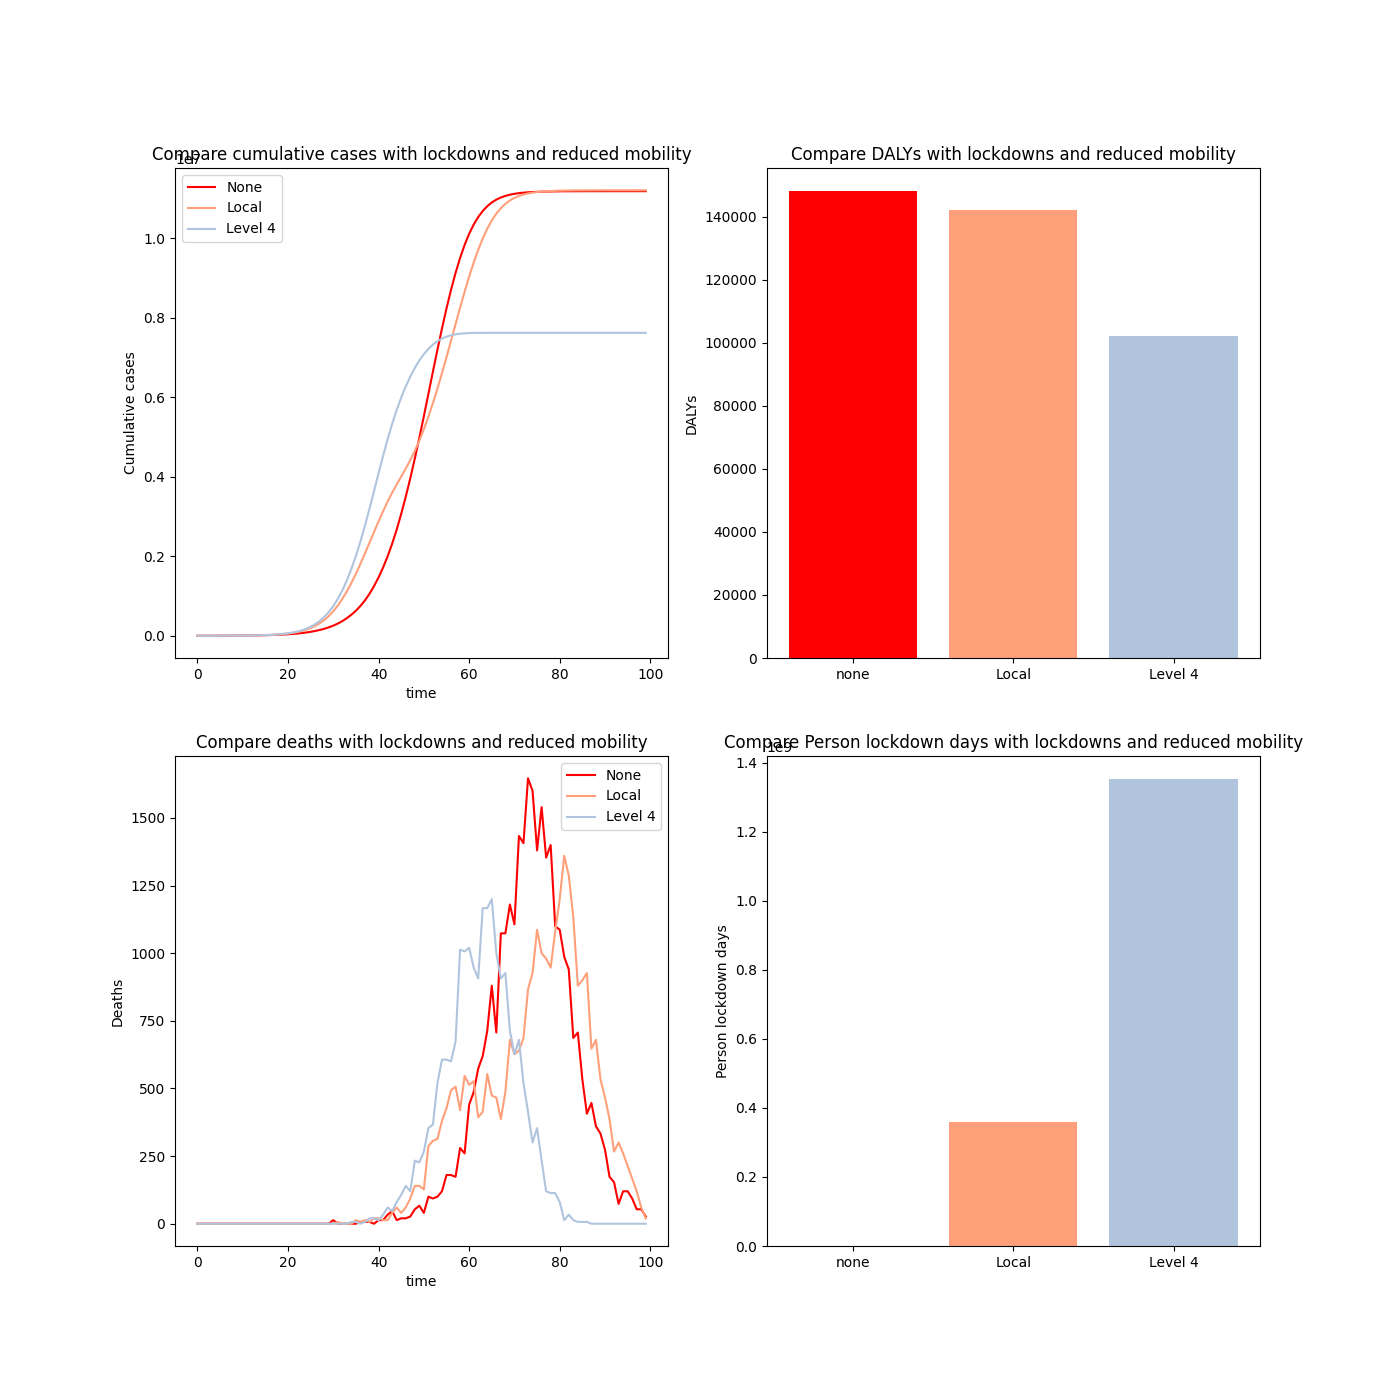 Compare cumulative cases with lockdowns and reduced mobility
1e7
None
Local
Level 4
1.0
0.8
0.6
0.4
0.2
0.0
Cumulative cases
0 20 40 60 80 100
time
Compare DALYs with lockdowns and reduced mobility
140000
120000
100000
80000
60000
40000
20000
0
DALYs
none Local Level 4
Compare deaths with lockdowns and reduced mobility
None
Local
Level 4
1500
1250
1000
750
500
250
0
Deaths
0 20 40 60 80 100
time
Compare Person lockdown days with lockdowns and reduced mobility
1e9
1.4
1.2
1.0
0.8
0.6
0.4
0.2
0.0
Person lockdown days
none Local Level 4